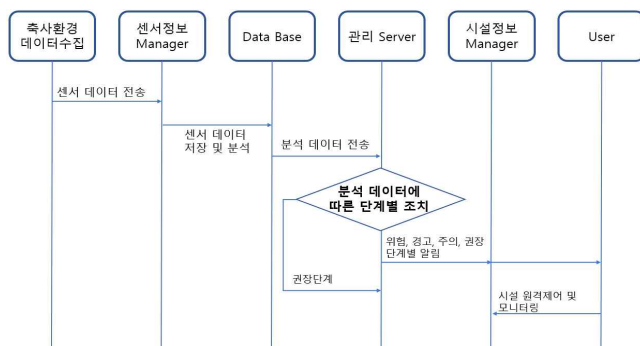 축사환경
데이터수집
센서정보
Manager
Data Base
관리 Server
시설정보
Manager
User
센서 데이터 전송
센서 데이터
저장 및 분석
분석 데이터 전송
분석 데이터에
따른 단계별 조치
위험, 경고, 주의, 권장
단계별 알림
권장단계
시설 원격제어 및
모니터링